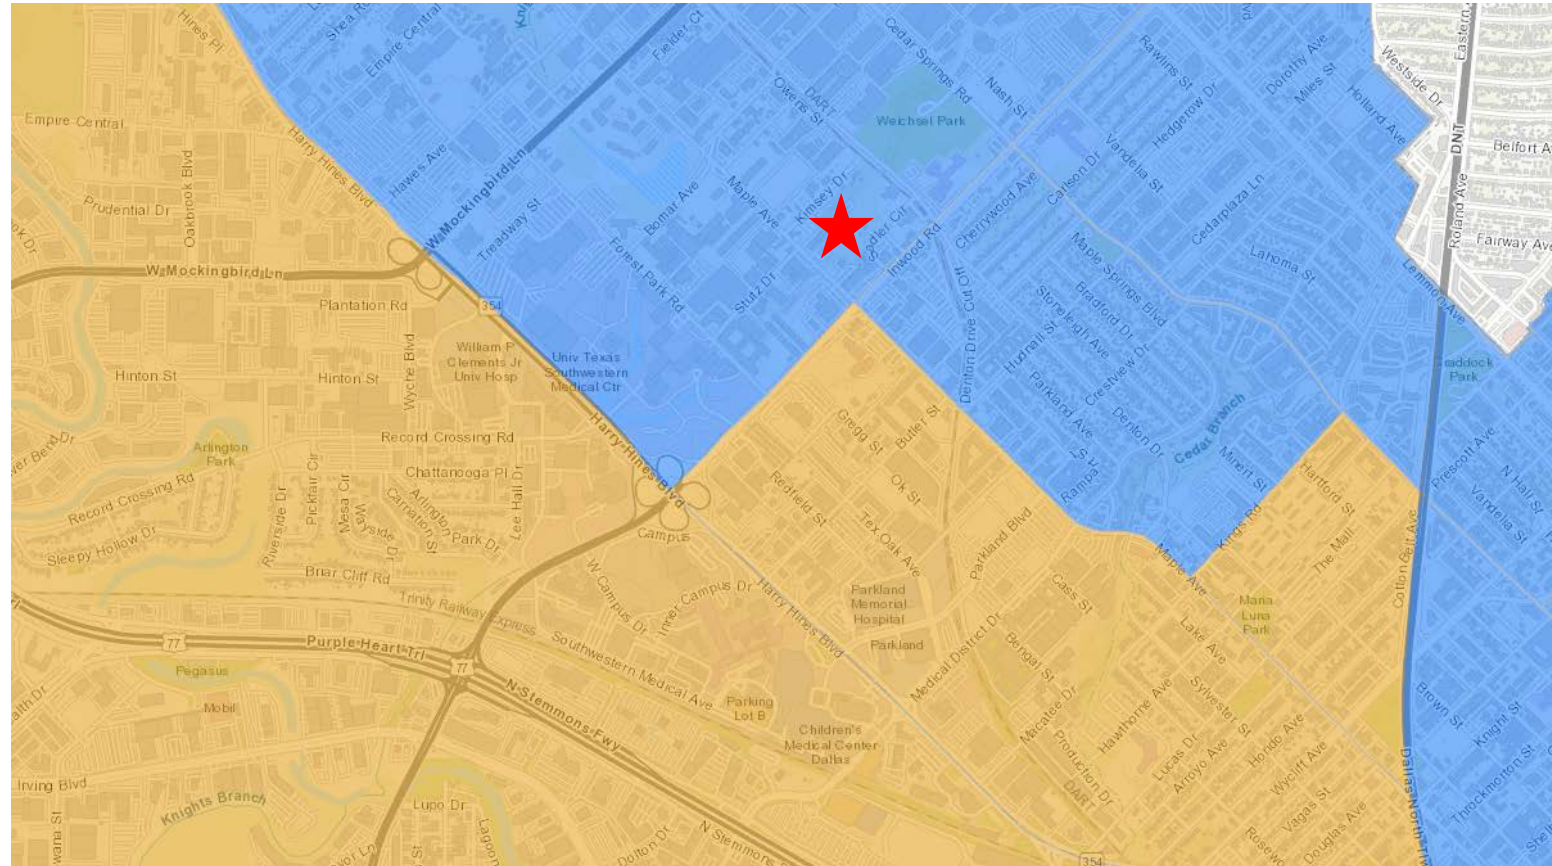 Hines Pl
Shea Rd
Empire Central
Fielder Ct
Cedar Springs Rd
Nash St
Rawlins St
Dorothy Ave
Miles St
Holland Ave
Westside Dr
Eastern
DNT
Belfort
Empire Central
Harry Hines Blvd
Oakbrook Blvd
Prudential Dr
Hawes Ave
W Mockingbird Ln
Treadway St
Bomar Ave
Maple Ave
DART
Owens St
Weichsel Park
Kimsey Dr
Sadler Cir
Inwood Rd
Cherrywood Ave
Carlson Dr
Vandelia St
Hedgerow Dr
Cedarplaza Ln
Lahoma St
Roland Ave
Fairway Ave
Lemmon Ave
W Mockingbird Ln
Plantation Rd
354
Forest Park Rd
Stutz Dr
Denton Drive Cut Off
Maple Springs Blvd
Bradford Dr
Stoneleigh Ave
Hudnall St
Crestview Dr
Parkland Ave
Denton Dr
Cedar Branch
Minert St
William P
Clements Jr
Univ Hosp
Univ Texas
Southwestern
Medical Ctr
Hinton St
Hinton St
Wyche Blvd
Harry Hines Blvd
Record Crossing Rd
Arlington
Park
Chattanooga Pl
Lee Hall Dr
Record Crossing Rd
Riverside Dr
Pickfair Cir
Mesa Cir
Wayside Dr
Carnation St
Arlington Park Dr
Sleepy Hollow Dr
Briar Cliff Rd
Gregg St
Butler St
Redfield St
Ok St
Tex Oak Ave
Parkland Blvd
Kings Rd
Hartford St
The Mall
Prescott Ave
N Hall St
Vandelia St
Cotton Belt Ave
Maple Ave
Campus
W Campus Dr
Inner Campus Dr
Harry Hines Blvd
Parkland
Memorial
Hospital
Parkland
Cass St
Maria
Luna
Park
Lake Ave
Medical District Dr
Bengal St
Macatee Dr
Production Dr
DART
Hawthorne Ave
Sylvester St
Lucas Dr
Arroyo Ave
Hondo Ave
Wycliff Ave
Vagas St
Douglas Ave
Brown St
Knight St
Throckmorton St
Trinity Railway Express
Southwestern Medical Ave
77
Purple Heart Trl
77
N Stemmons Fwy
Pegasus
Mobil
Parking
Lot B
Children's
Medical Center
Dallas
Irving Blvd
Knights Branch
Lupo Dr
N Stemmons
354